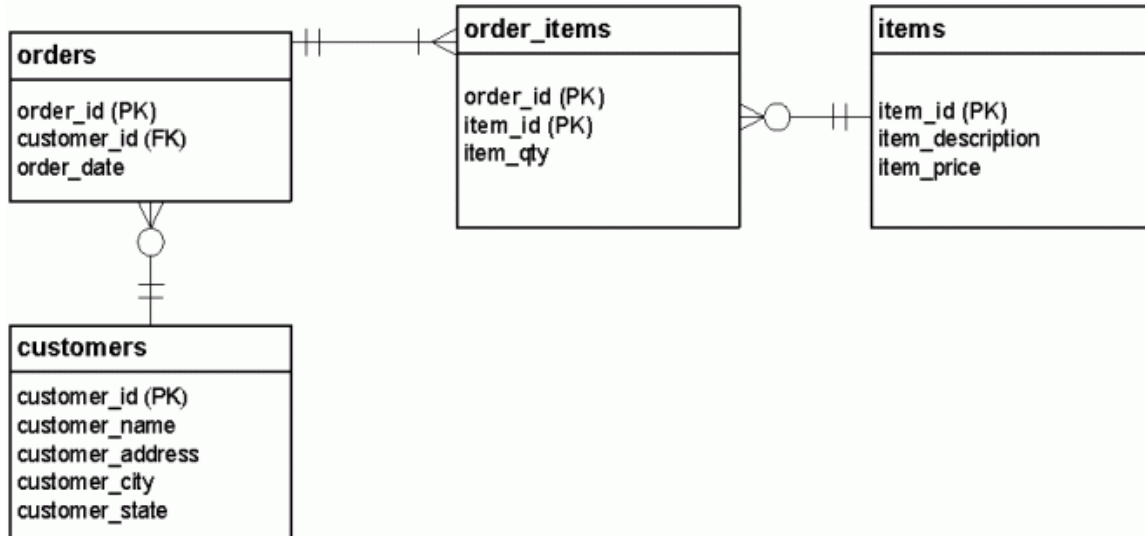 orders
order_id (PK)
customer_id (FK)
order_date
order_items
order_id (PK)
item_id (PK)
item_qty
items
item_id (PK)
item_description
item_price
customers
customer_id (PK)
customer_name
customer_address
customer_city
customer_state